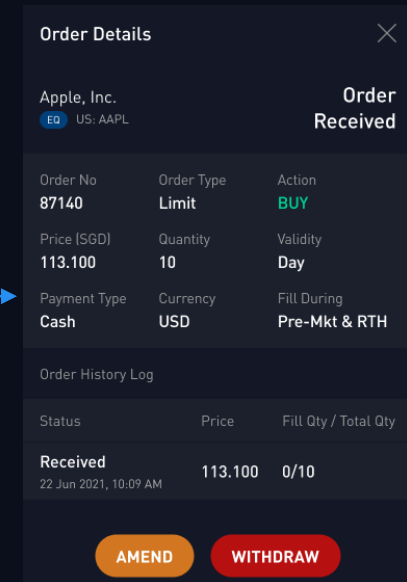 Order Details
Apple, Inc. Order
EQ US: AAPL Received
Order No Order Type Action
87140 Limit BUY
Price (SGD) Quantity Validity
113.100 10 Day
Payment Type Currency Fill During
Cash USD Pre-Mkt & RTH
Order History Log
Status Price Fill Qty / Total Qty
Received 113.100 0/10
22 Jun 2021, 10:09 AM
AMEND WITHDRAW